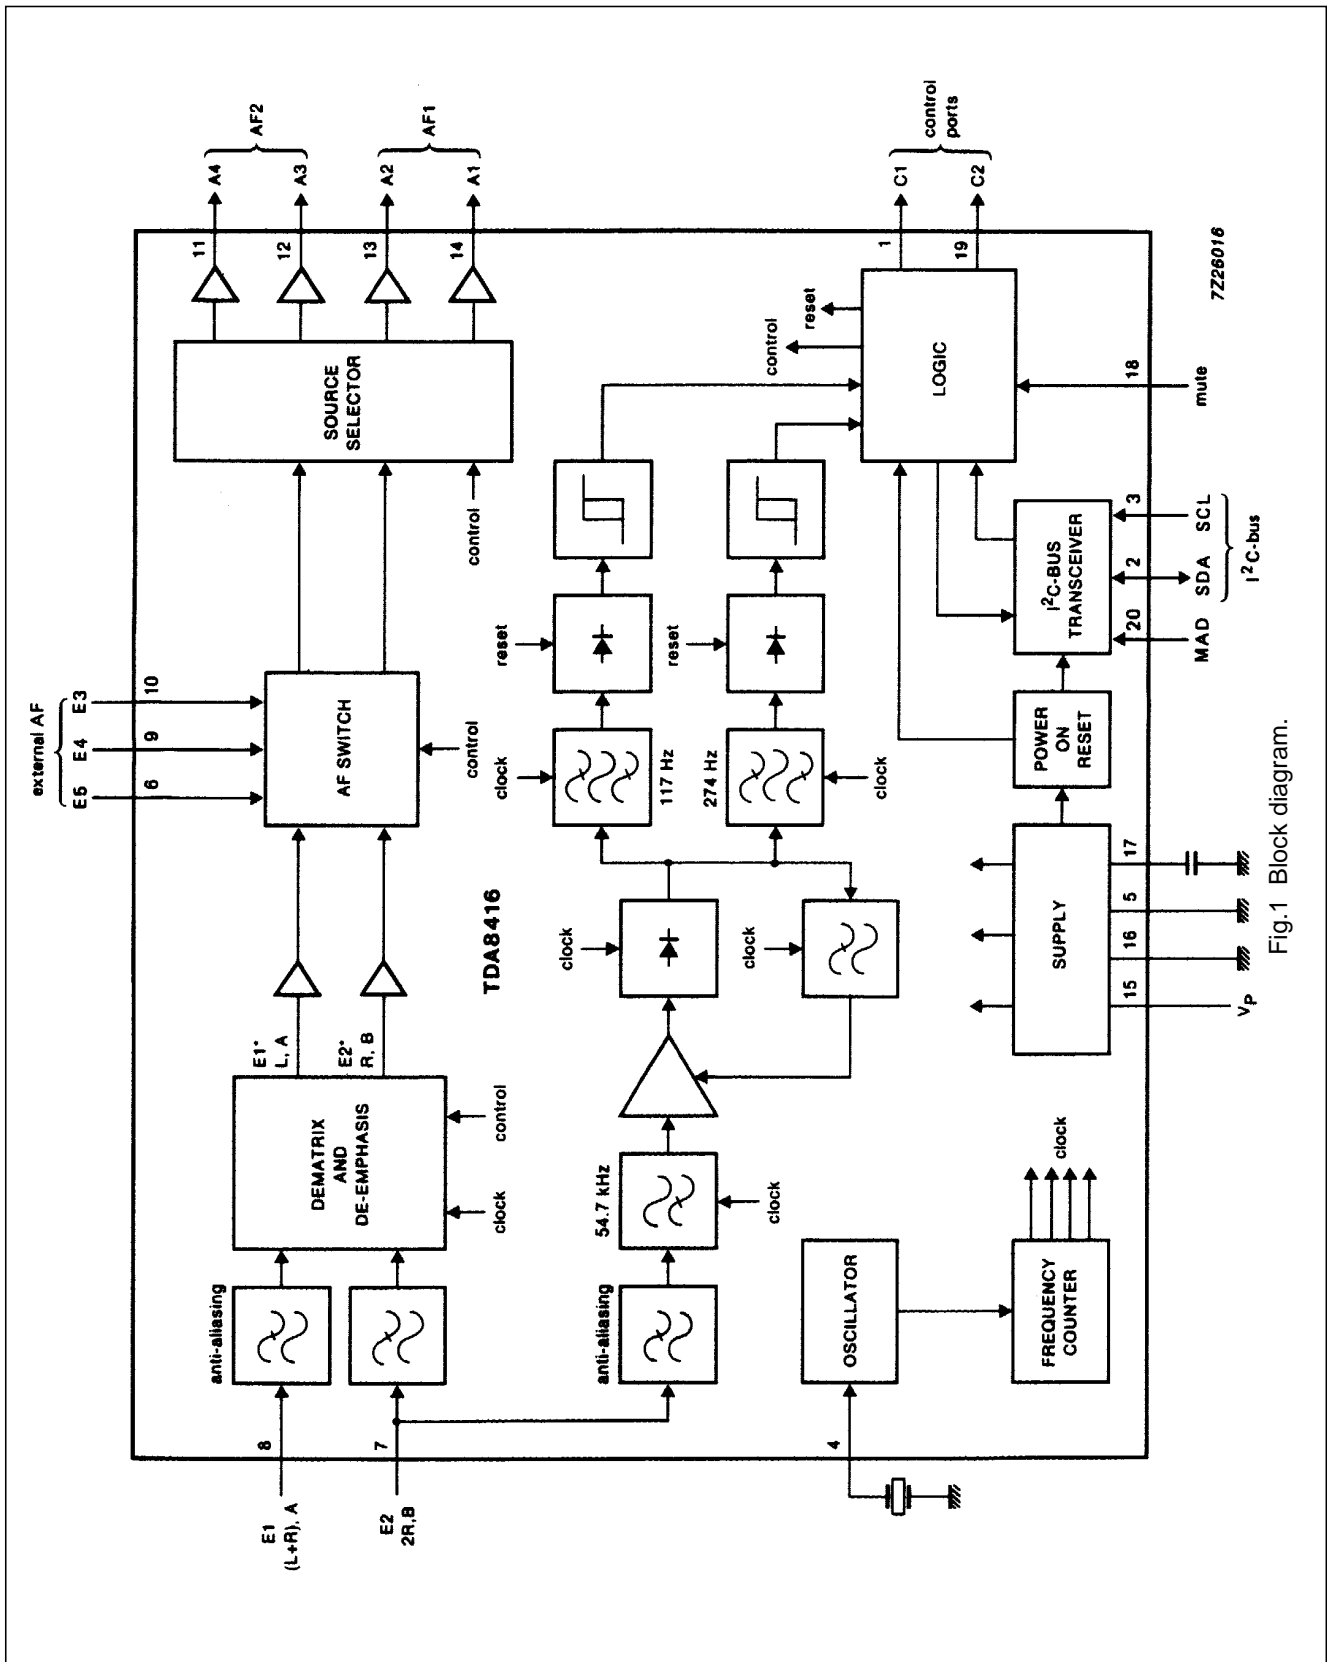 E1
(L+R), A
8
anti-aliasing
E2
2R,B
7
DEMATRIX
AND
DE-EMPHASIS
clock
control
E1*
L, A
E2*
R, B
external AF
E5
E4
E3
6
9
10
AF SWITCH
control
SOURCE
SELECTOR
control
11
A4
12
A3
AF2
13
A2
14
A1
AF1
TDA8416
anti-aliasing
54.7 kHz
clock
clock
clock
clock
117 Hz
reset
274 Hz
clock
reset
control
reset
LOGIC
1
C1
19
C2
control
ports
18
mute
4
OSCILLATOR
FREQUENCY
COUNTER
clock
SUPPLY
15
16
5
17
VP
POWER
ON
RESET
I2C-BUS
TRANSCEIVER
20
2
3
MAD
SDA
SCL
I2C-bus
7Z26016
Fig.1 Block diagram.